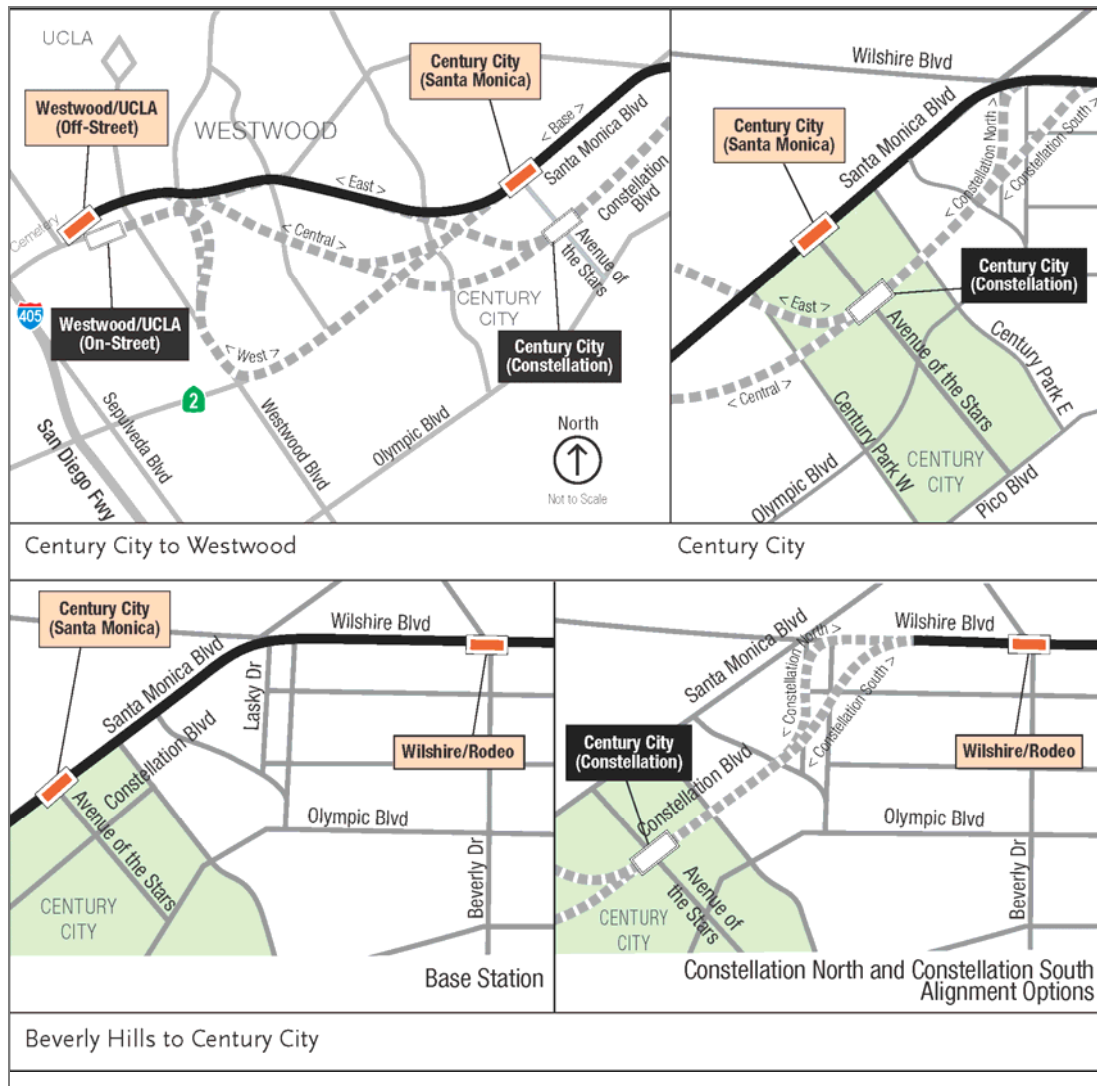 UCLA
Westwood/UCLA
(Off-Street)
WESTWOOD
Century City
(Santa Monica)
< Base >
Santa Monica Blvd
< East >
Constellation
Blvd
Cemetery
< Central >
Avenue of
the Stars
405
Westwood/UCLA
(On-Street)
CENTURY
CITY
Century City
(Constellation)
< West >
2
Sepulveda Blvd
San Diego Fwy
Westwood Blvd
Olympic Blvd
North
Not to Scale
Century City to Westwood
Wilshire Blvd
Century City
(Santa Monica)
Santa Monica Blvd
< Constellation North >
< Constellation South >
Century City
(Constellation)
< East >
< Central >
Avenue of the Stars
Century Park E
Century Park W
CENTURY
CITY
Olympic Blvd
Pico Blvd
Century City
Century City
(Santa Monica)
Wilshire Blvd
Santa Monica Blvd
Lasky Dr
Constellation Blvd
Wilshire/Rodeo
Avenue of the Stars
Olympic Blvd
Beverly Dr
CENTURY
CITY
Base Station
Santa Monica Blvd
Wilshire Blvd
< Constellation North >
< Constellation South >
Century City
(Constellation)
Constellation Blvd
Wilshire/Rodeo
Olympic Blvd
Avenue of
the Stars
Beverly Dr
CENTURY
CITY
Constellation North and Constellation South
Alignment Options
Beverly Hills to Century City